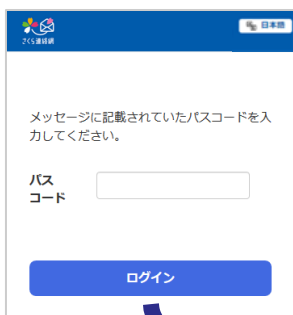 さくら連絡網
日本語
メッセージに記載されていたパスコードを入
力してください。
パス
コード
ログイン